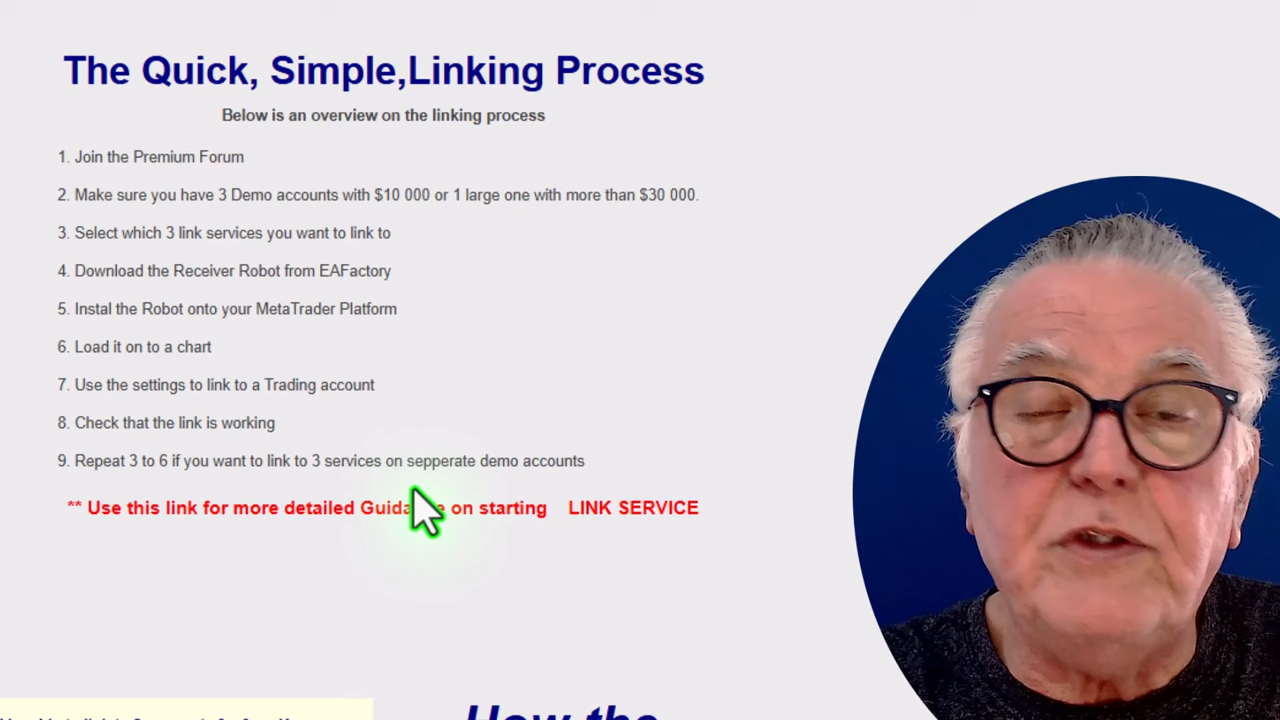 The Quick, Simple,Linking Process
Below is an overview on the linking process
1. Join the Premium Forum
2. Make sure you have 3 Demo accounts with $10 000 or 1 large one with more than $30 000.
3. Select which 3 link services you want to link to
4. Download the Receiver Robot from EAFactory
5. Instal the Robot onto your MetaTrader Platform
6. Load it on to a chart
7. Use the settings to link to a Trading account
8. Check that the link is working
9. Repeat 3 to 6 if you want to link to 3 services on sepperate demo accounts
** Use this link for more detailed Guidance on starting LINK SERVICE
How the